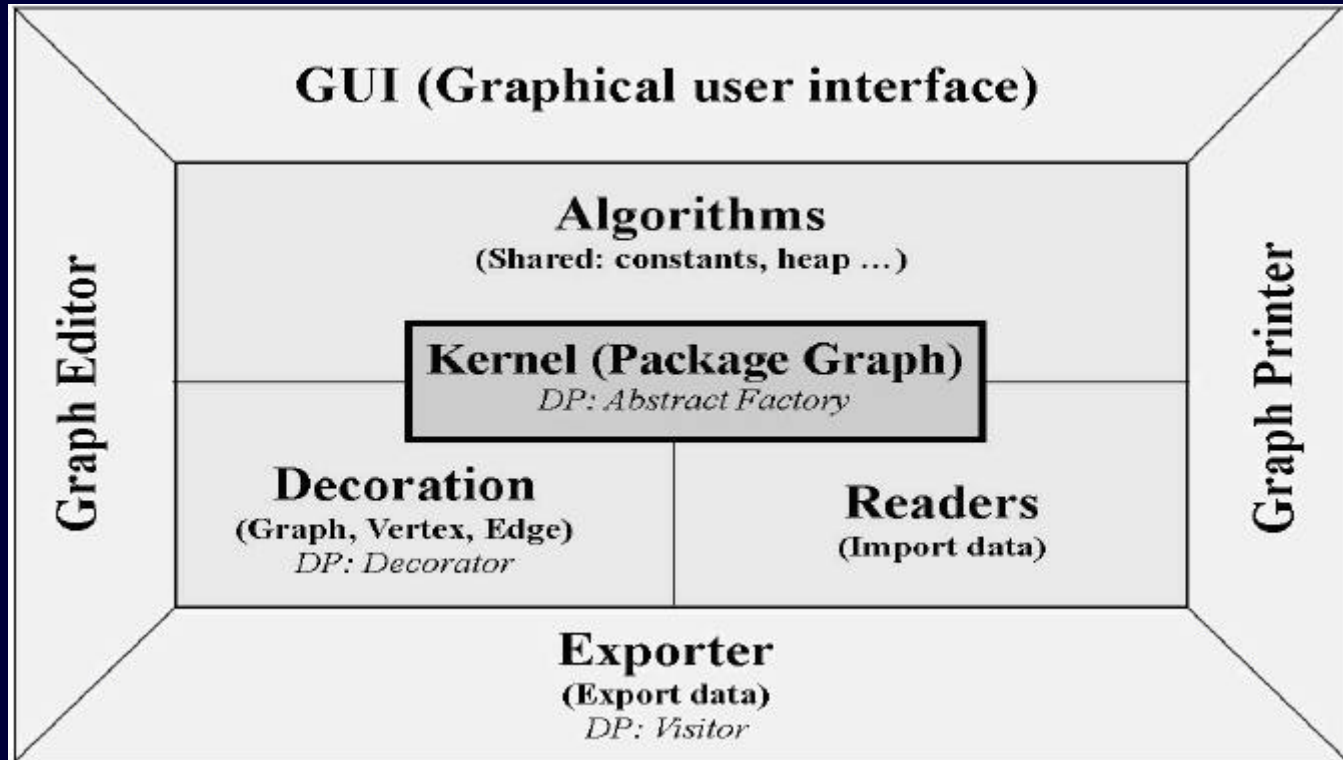 GUI (Graphical user interface)
Algorithms
(Shared: constants, heap ...)
Graph Editor
Graph Printer
Kernel (Package Graph)
DP: Abstract Factory
Decoration
(Graph, Vertex, Edge)
DP: Decorator
Readers
(Import data)
Exporter
(Export data)
DP: Visitor